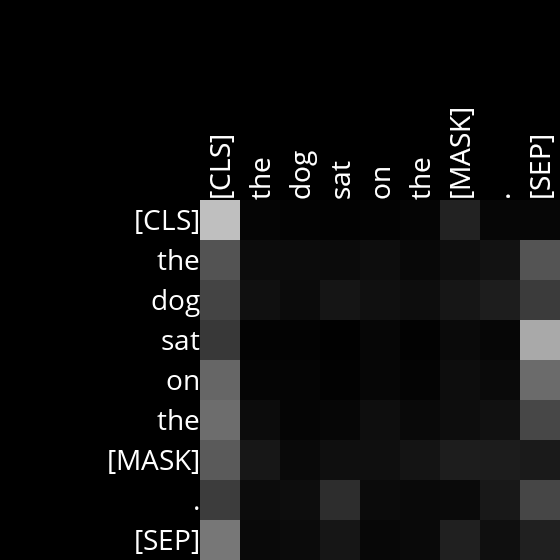 [CLS] the dog sat on the [MASK] . [SEP]
[CLS]
the
dog
sat
on
the
[MASK]
.
[SEP]